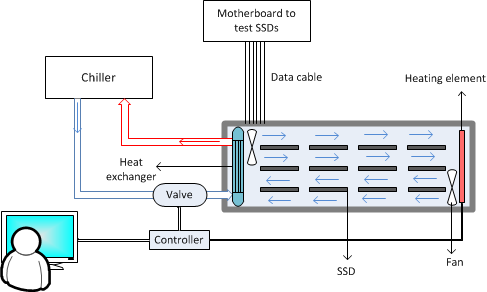 Motherboard to
test SSDs
Chiller
Data cable
Heating element
Heat
exchanger
Valve
Controller
SSD
Fan